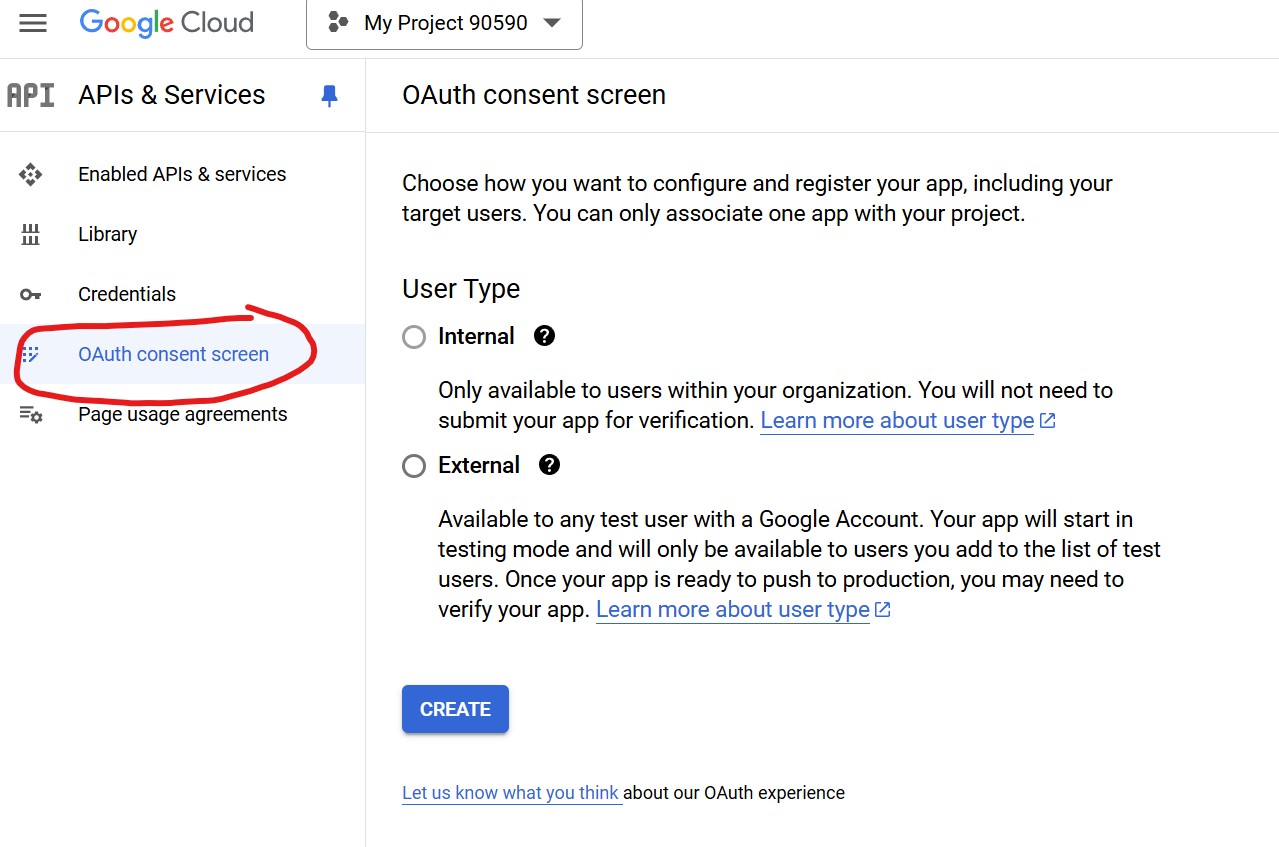 Google Cloud
My Project 90590
API
APIs & Services
OAuth consent screen
Enabled APIs & services
Library
Credentials
OAuth consent screen
Page usage agreements
Choose how you want to configure and register your app, including your
target users. You can only associate one app with your project.
User Type
Internal
Only available to users within your organization. You will not need to
submit your app for verification. Learn more about user type
External
Available to any test user with a Google Account. Your app will start in
testing mode and will only be available to users you add to the list of test
users. Once your app is ready to push to production, you may need to
verify your app. Learn more about user type
CREATE
Let us know what you think about our OAuth experience